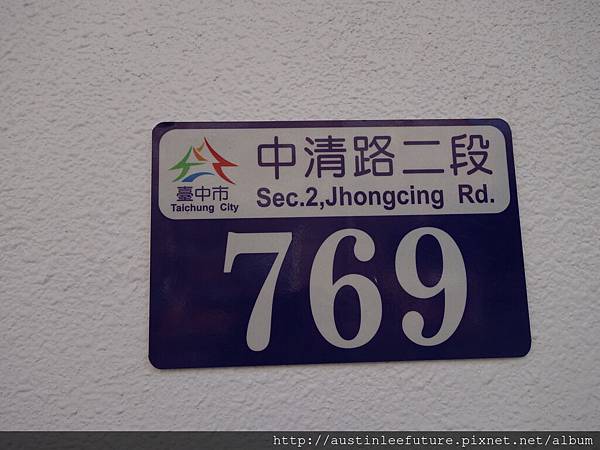 中清路二段
臺中市
Taichung City
Sec.2,Jhongcing Rd.
769
http://austinleefuture.pixnet.net/album